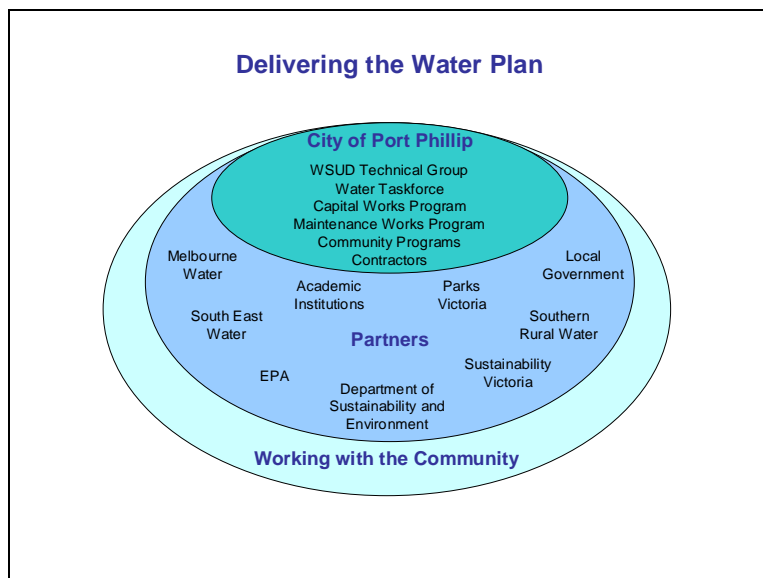 Delivering the Water Plan
City of Port Phillip
WSUD Technical Group
Water Taskforce
Capital Works Program
Maintenance Works Program
Community Programs
Contractors
Melbourne
Water
Local
Government
Academic
Institutions
Parks
Victoria
South East
Water
Southern
Rural Water
Partners
EPA
Sustainability
Victoria
Department of
Sustainability and
Environment
Working with the Community